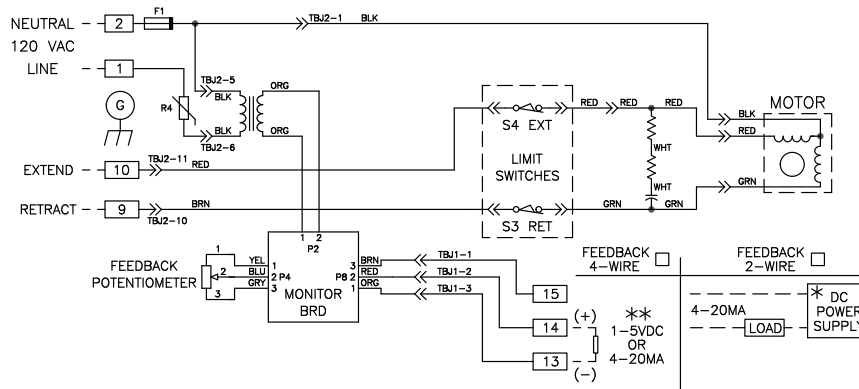 NEUTRAL 2 F1 TBJ2-1 BLK
120 VAC
LINE 1
TBJ2-5
BLK ORG
R4
BLK ORG
TBJ2-6
G
S4 EXT
RED RED RED
LIMIT
SWITCHES
WHT
WHT
S3 RET
GRN GRN
MOTOR
BLK
RED
GRN
EXTEND 10 TBJ2-11 RED
RETRACT 9 BRN
TBJ2-10
1 2
P2
FEEDBACK
POTENTIOMETER
1 YEL 1
2 BLU 2 P4
3 GRY 3
MONITOR
BRD
3 BRN TBJ1-1
P8 2 RED TBJ1-2
1 ORG TBJ1-3
15
14
13
(+)
(-)
FEEDBACK
4-WIRE
**
1-5VDC
OR
4-20MA
FEEDBACK
2-WIRE
4-20MA
LOAD
* DC
POWER
SUPPLY